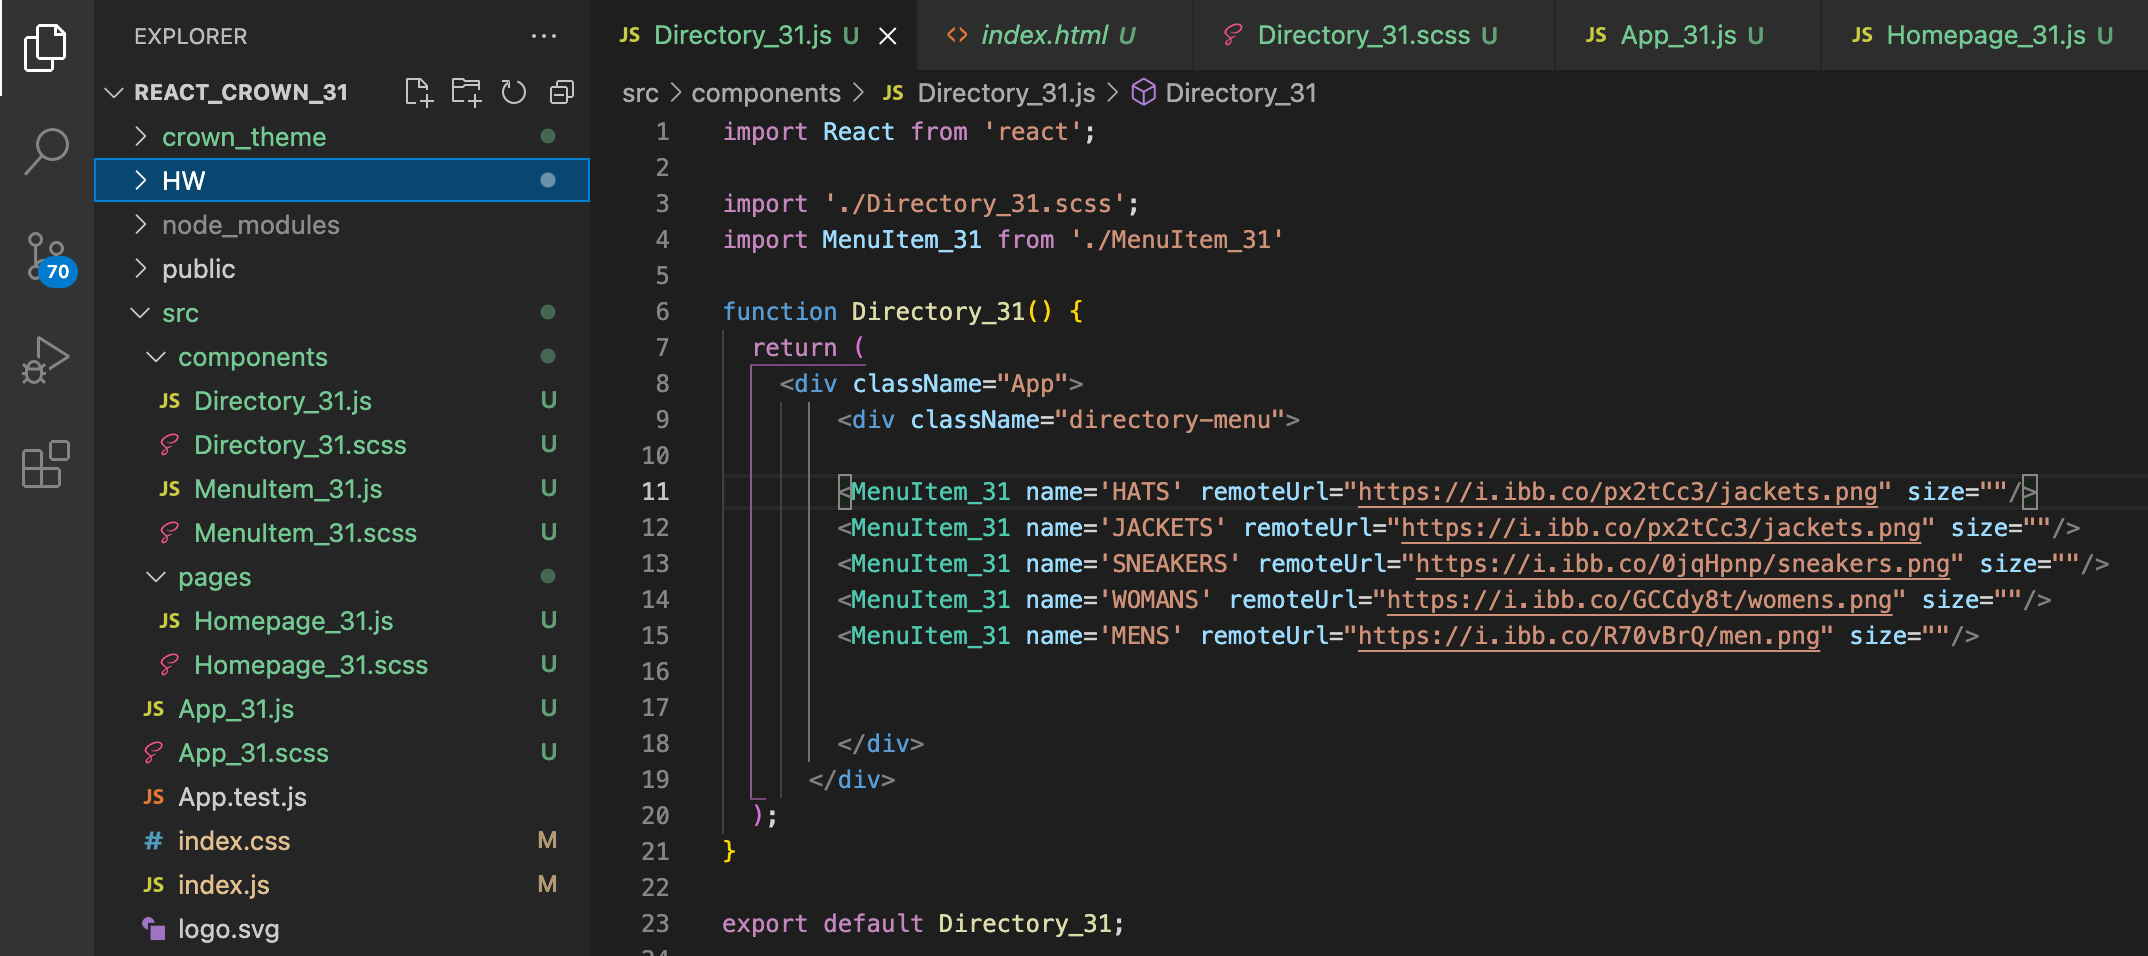 EXPLORER ...
REACT_CROWN_31
crown_theme
HW
node_modules
public
src
components
JS Directory_31.js U
Directory_31.scss U
JS MenuItem_31.js U
MenuItem_31.scss U
pages
JS Homepage_31.js U
Homepage_31.scss U
JS App_31.js U
App_31.scss U
JS App.test.js
# index.css M
JS index.js M
logo.svg
70
JS Directory_31.js U × <> index.html U Directory_31.scss U JS App_31.js U JS Homepage_31.js U
src > components > JS Directory_31.js > Directory_31
1 import React from 'react';
2
3 import './Directory_31.scss';
4 import MenuItem_31 from './MenuItem_31'
5
6 function Directory_31() {
7 return (
8 <div className="App">
9 <div className="directory-menu">
10
11 <MenuItem_31 name='HATS' remoteUrl="https://i.ibb.co/px2tCc3/jackets.png" size=""/>
12 <MenuItem_31 name='JACKETS' remoteUrl="https://i.ibb.co/px2tCc3/jackets.png" size=""/>
13 <MenuItem_31 name='SNEAKERS' remoteUrl="https://i.ibb.co/0jqHpnp/sneakers.png" size=""/>
14 <MenuItem_31 name='WOMANS' remoteUrl="https://i.ibb.co/GCCdy8t/womens.png" size=""/>
15 <MenuItem_31 name='MENS' remoteUrl="https://i.ibb.co/R70vBrQ/men.png" size=""/>
16
17
18 </div>
19 </div>
20 );
21 }
22
23 export default Directory_31;
24